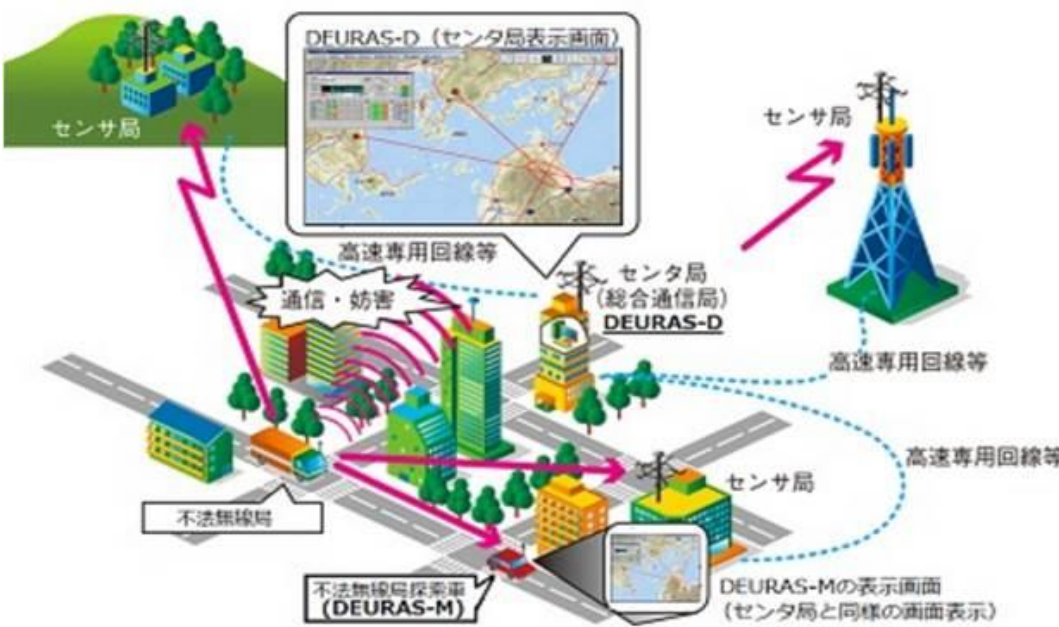 DEURAS-D（センタ局表示画面）
センサ局
センサ局
高速専用回線等
通信・妨害
センタ局
（総合通信局）
DEURAS-D
高速専用回線等
高速専用回線等
センサ局
不法無線局
不法無線局探索車
（DEURAS-M）
DEURAS-Mの表示画面
（センタ局と同様の画面表示）